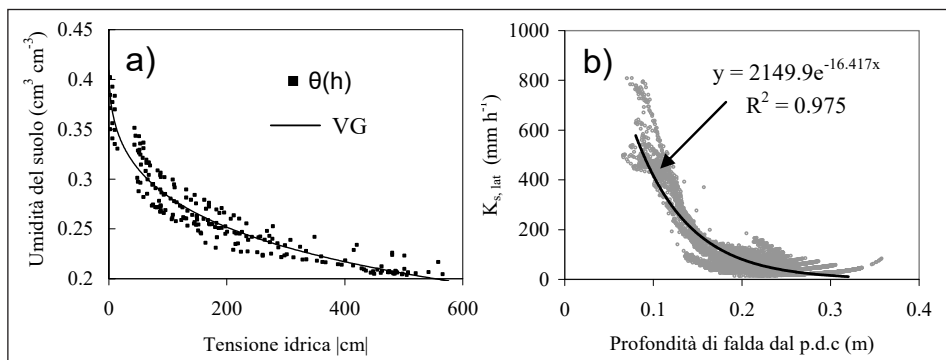 a)
Umidità del suolo (cm³ cm⁻³)
0.45
0.4
0.35
0.3
0.25
0.2
θ(h)
VG
0
200
400
600
Tensione idrica |cm|
b)
K s, lat (mm h⁻¹)
1000
800
600
400
200
0
y = 2149.9e^-16.417x
R² = 0.975
0
0.1
0.2
0.3
0.4
Profondità di falda dal p.d.c (m)